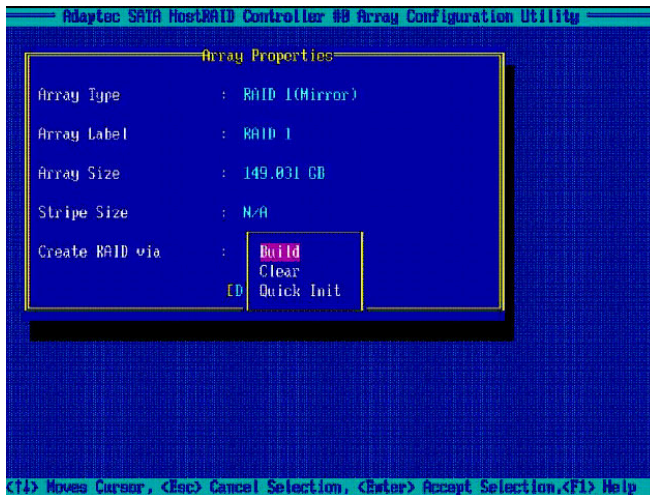 Adaptec SATA HostRAID Controller #0 Array Configuration Utility
Array Properties
Array Type : RAID 1(Mirror)
Array Label : RAID 1
Array Size : 149.031 GB
Stripe Size : N/A
Create RAID via : Build
Clear
[D Quick Init
<↑↓> Moves Cursor, <Esc> Cancel Selection, <Enter> Accept Selection,<F1> Help